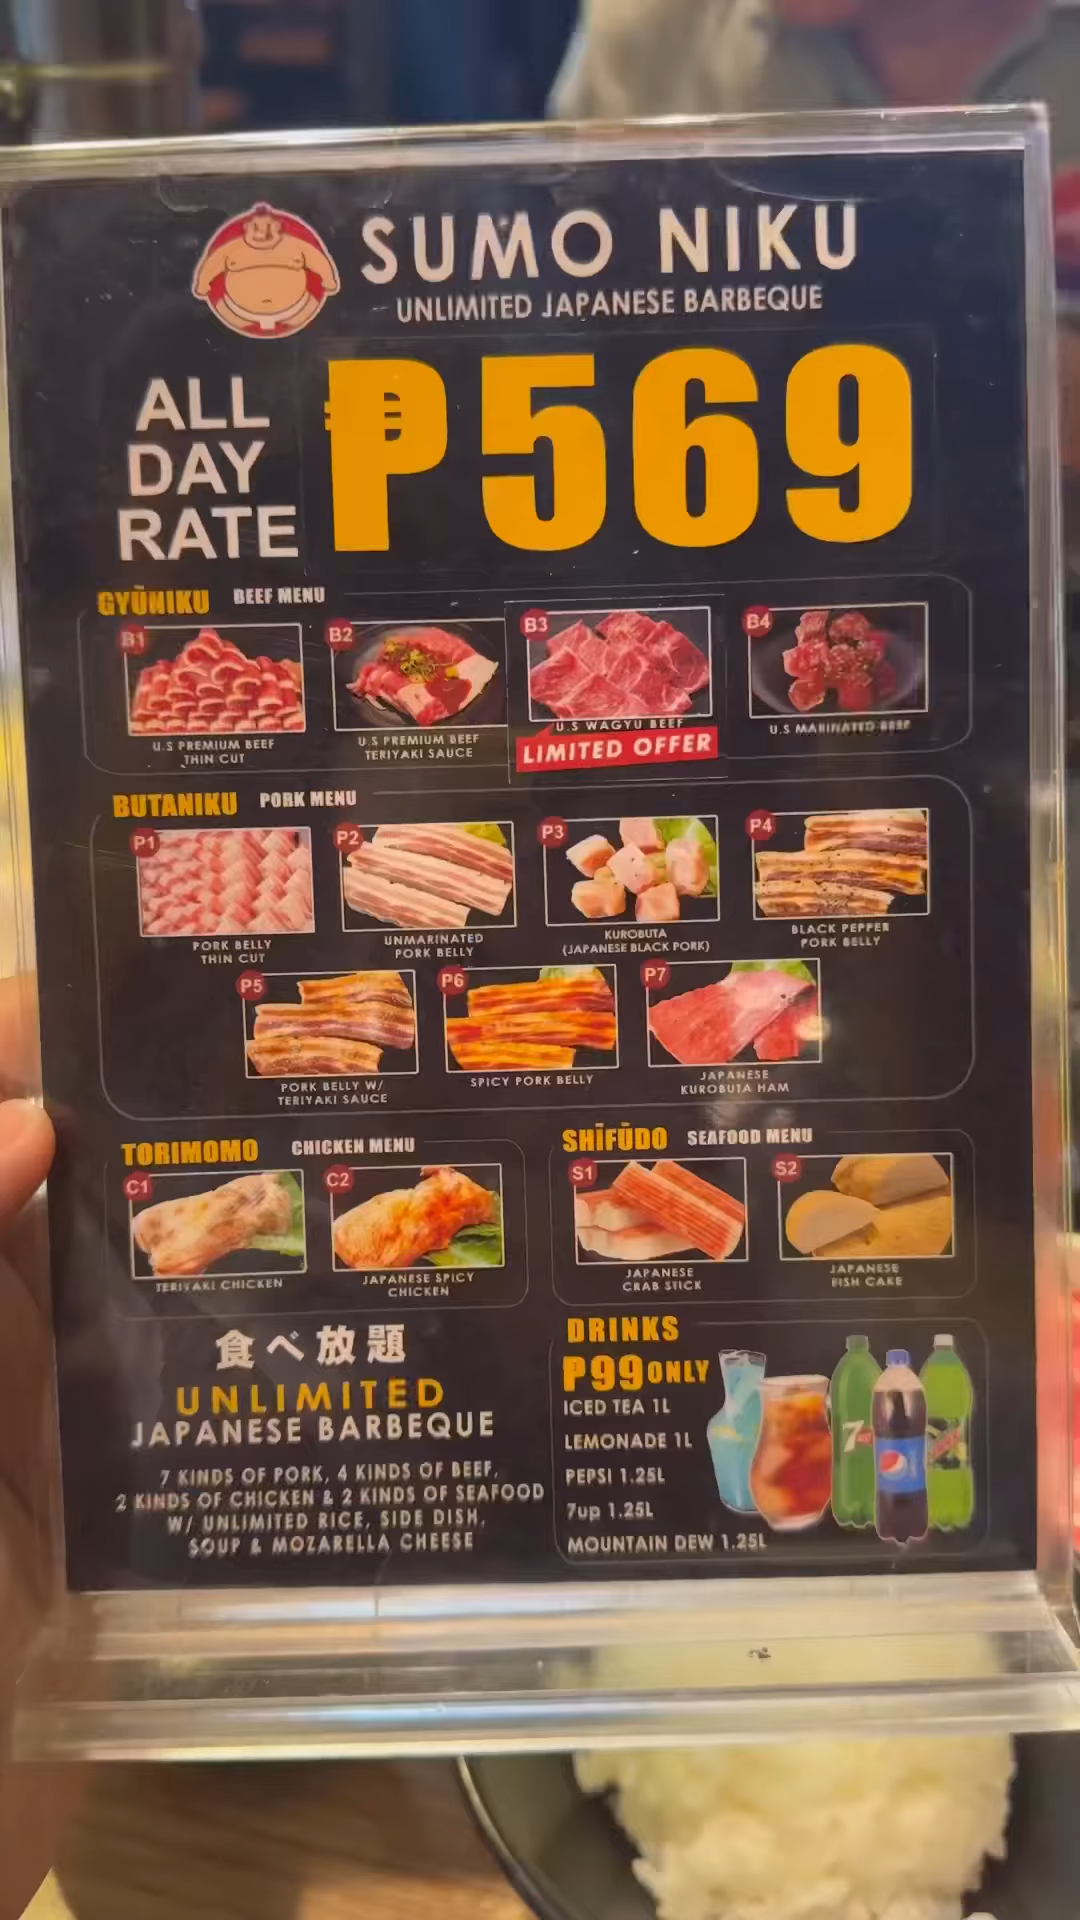 SUMO NIKU
UNLIMITED JAPANESE BARBEQUE
ALL
DAY
RATE
₱569
GYŪNIKU BEEF MENU
B1
B2
B3
B4
U.S PREMIUM BEEF
THIN CUT
U.S PREMIUM BEEF
TERIYAKI SAUCE
U.S WAGYU BEEF
LIMITED OFFER
U.S MARINATED BEEF
BUTANIKU PORK MENU
P1
P2
P3
P4
PORK BELLY
THIN CUT
UNMARINATED
PORK BELLY
KUROBUTA
(JAPANESE BLACK PORK)
BLACK PEPPER
PORK BELLY
P5
P6
P7
PORK BELLY W/
TERIYAKI SAUCE
SPICY PORK BELLY
JAPANESE
KUROBUTA HAM
TORIMOMO CHICKEN MENU
C1
C2
TERIYAKI CHICKEN
JAPANESE SPICY
CHICKEN
SHĪFŪDO SEAFOOD MENU
S1
S2
JAPANESE
CRAB STICK
JAPANESE
FISH CAKE
食べ放題
UNLIMITED
JAPANESE BARBEQUE
7 KINDS OF PORK, 4 KINDS OF BEEF,
2 KINDS OF CHICKEN & 2 KINDS OF SEAFOOD
W/ UNLIMITED RICE, SIDE DISH,
SOUP & MOZARELLA CHEESE
DRINKS
P99 ONLY
ICED TEA 1L
LEMONADE 1L
PEPSI 1.25L
7up 1.25L
MOUNTAIN DEW 1.25L